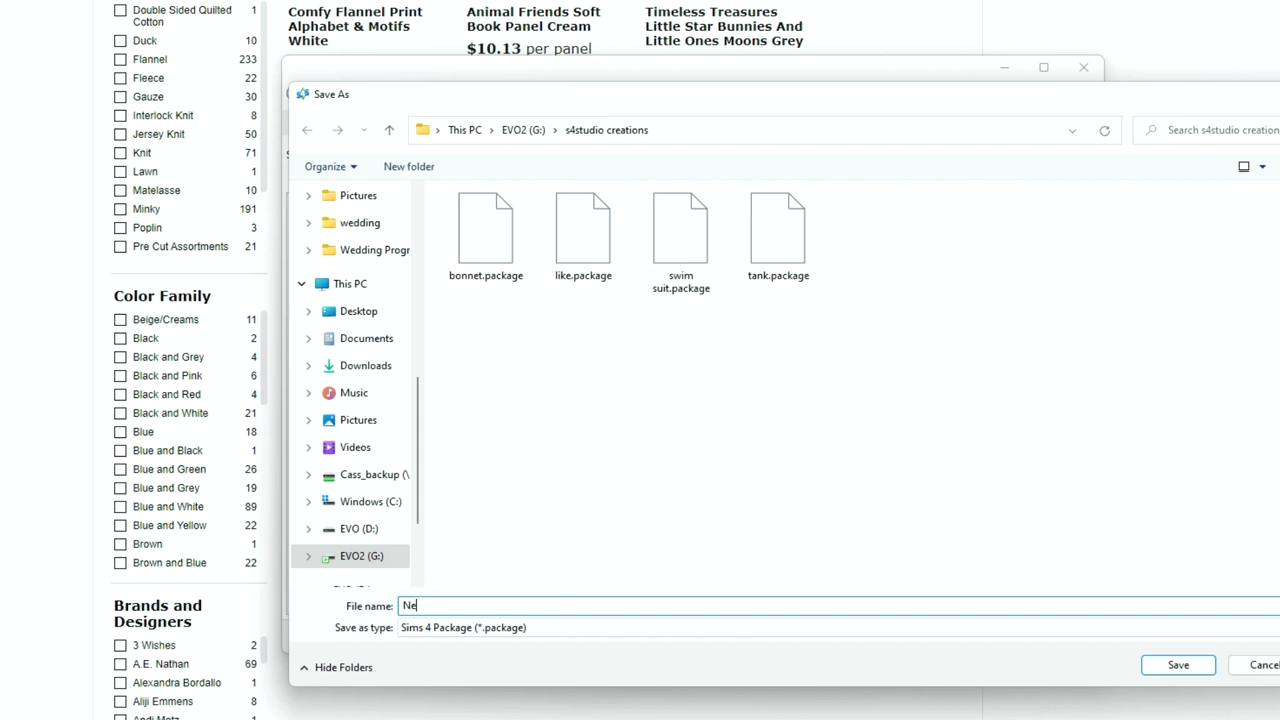 Double Sided Quilted Cotton 1
Duck 10
Flannel 233
Fleece 22
Gauze 30
Interlock Knit 8
Jersey Knit 50
Knit 71
Lawn 1
Matelasse 10
Minky 191
Poplin 3
Pre Cut Assortments 21
Color Family
Beige/Creams 11
Black 2
Black and Grey 4
Black and Pink 6
Black and Red 4
Black and White 21
Blue 18
Blue and Black 1
Blue and Green 26
Blue and Grey 19
Blue and White 89
Blue and Yellow 22
Brown 1
Brown and Blue 22
Brands and
Designers
3 Wishes 2
A.E. Nathan 69
Alexandra Bordallo 1
Aliji Emmens 8
Comfy Flannel Print
Alphabet & Motifs
White
Animal Friends Soft
Book Panel Cream
$10.13 per panel
Timeless Treasures
Little Star Bunnies And
Little Ones Moons Grey
Save As
This PC > EVO2 (G:) > s4studio creations
Search s4studio creation
Organize New folder
Pictures
wedding
Wedding Progr
This PC
Desktop
Documents
Downloads
Music
Pictures
Videos
Cass_backup (\
Windows (C:)
EVO (D:)
EVO2 (G:)
bonnet.package
like.package
swim
suit.package
tank.package
File name: Ne
Save as type: Sims 4 Package (*.package)
Hide Folders
Save
Cancel